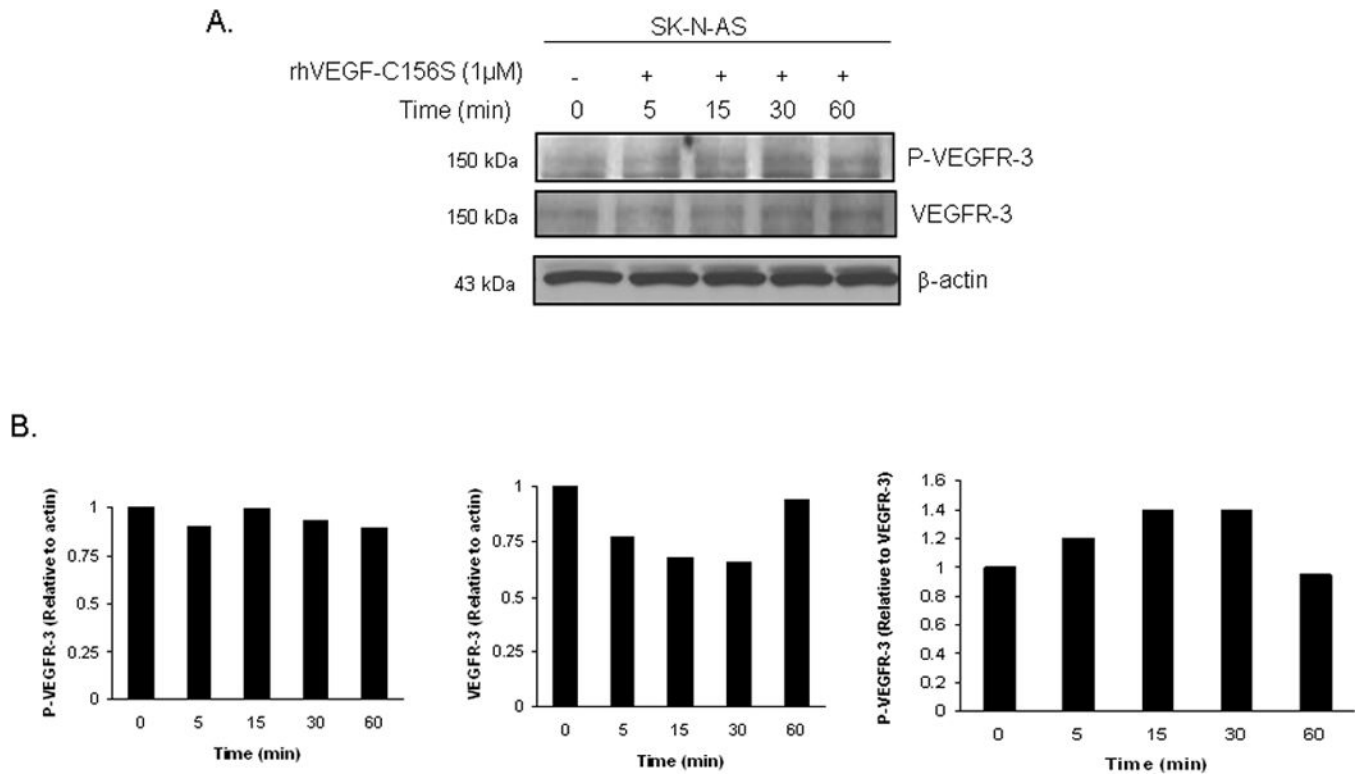 A.
SK-N-AS
rhVEGF-C156S (1µM) - + + + +
Time (min) 0 5 15 30 60
150 kDa P-VEGFR-3
150 kDa VEGFR-3
43 kDa β-actin
B.
P-VEGFR-3 (Relative to actin)
1
0.75
0.5
0.25
0
0 5 15 30 60
Time (min)
VEGFR-3 (Relative to actin)
1
0.75
0.5
0.25
0
0 5 15 30 60
Time (min)
P-VEGFR-3 (Relative to VEGFR-3)
1.6
1.4
1.2
1
0.8
0.6
0.4
0.2
0
0 5 15 30 60
Time (min)